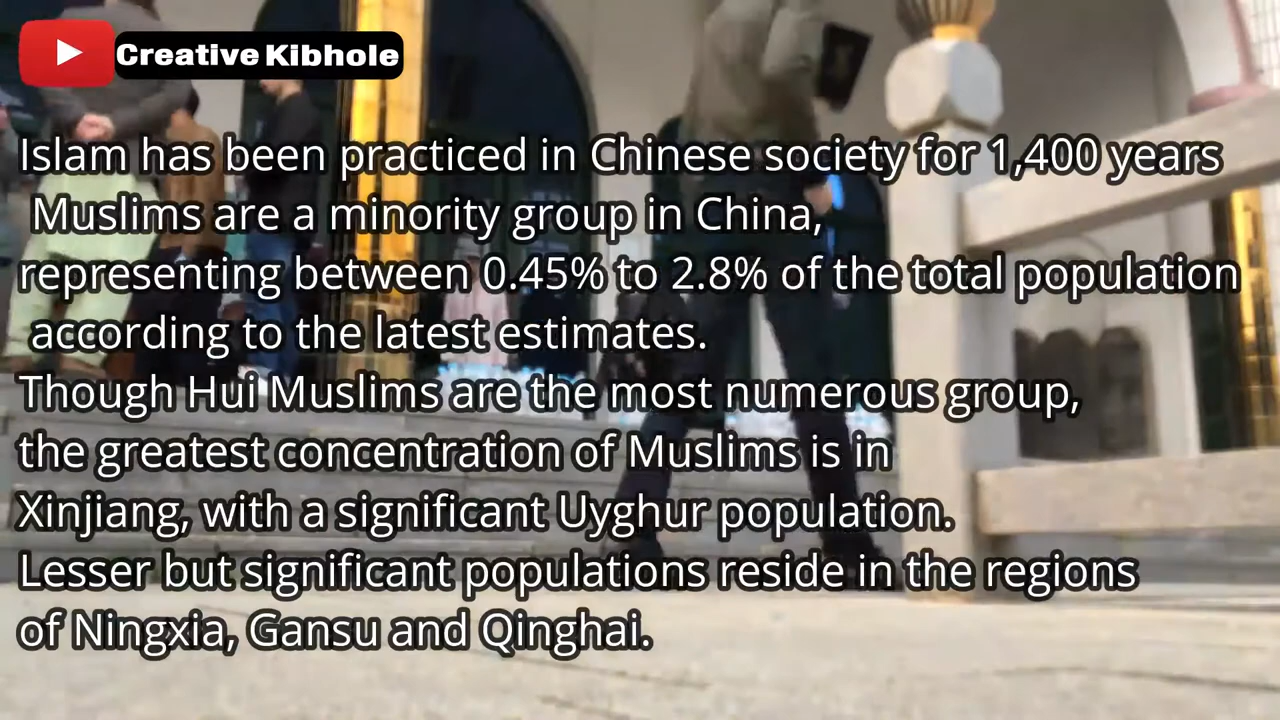 Creative Kibhole
Islam has been practiced in Chinese society for 1,400 years
Muslims are a minority group in China,
representing between 0.45% to 2.8% of the total population
according to the latest estimates.
Though Hui Muslims are the most numerous group,
the greatest concentration of Muslims is in
Xinjiang, with a significant Uyghur population.
Lesser but significant populations reside in the regions
of Ningxia, Gansu and Qinghai.